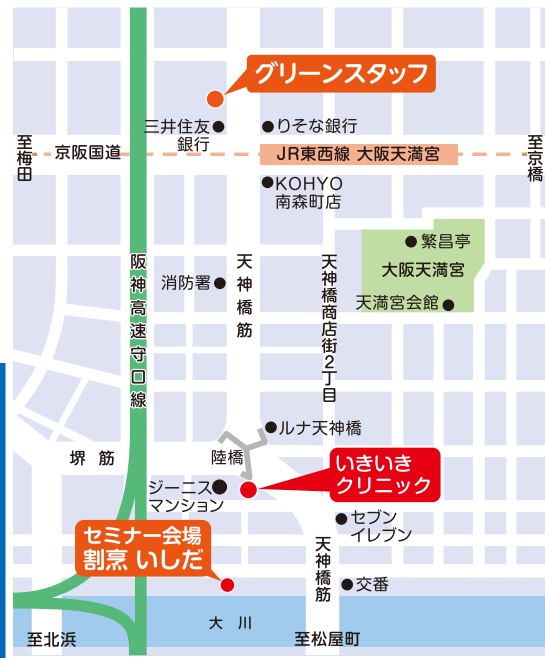 グリーンスタッフ
三井住友
銀行
りそな銀行
至梅田
京阪国道
JR東西線 大阪天満宮
至京橋
KOHYO
南森町店
繁昌亭
大阪天満宮
天満宮会館
消防署
天神橋筋
天神橋商店街2丁目
阪神高速守口線
ルナ天神橋
堺筋
陸橋
いきいき
クリニック
ジーニス
マンション
セブン
イレブン
セミナー会場
割烹 いしだ
天神橋筋
交番
大川
至北浜
至松屋町